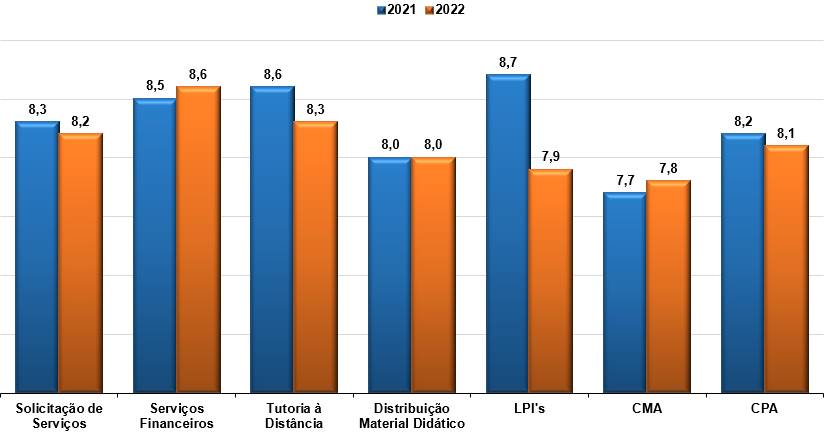 2021 2022
8,3 8,2 8,5 8,6 8,6 8,3 8,0 8,0 8,7 7,9 7,7 7,8 8,2 8,1
Solicitação de Serviços
Serviços Financeiros
Tutoria à Distância
Distribuição Material Didático
LPI's
CMA
CPA